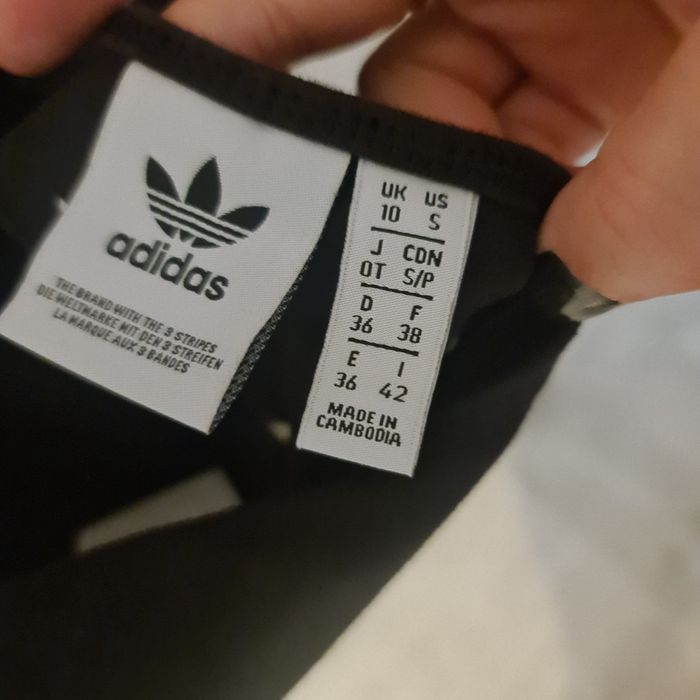 adidas
THE BRAND WITH THE 3 STRIPES
DIE WELTMARKE MIT DEN 3 STREIFEN
LA MARQUE AUX 3 BANDES
UK US
10 S
J CDN
OT S/P
D F
36 38
E I
36 42
MADE IN
CAMBODIA